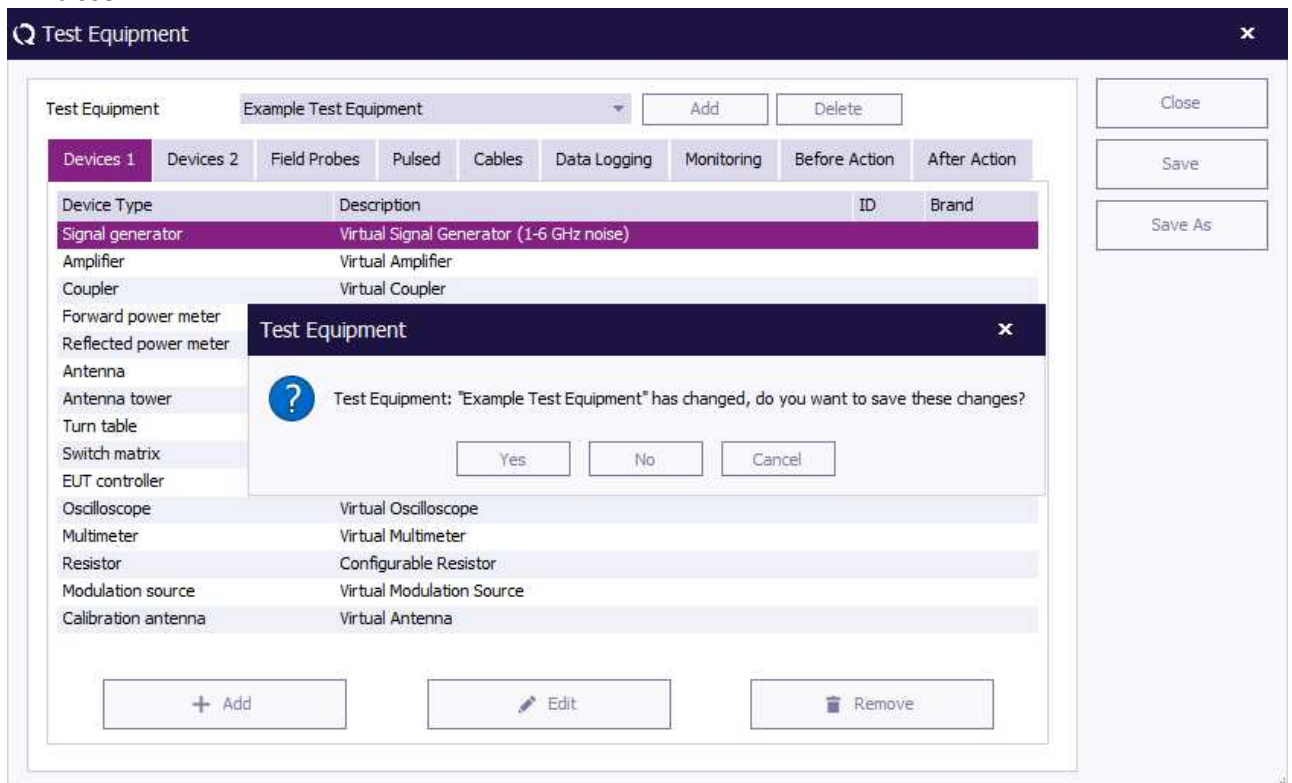 Test Equipment
Test Equipment Example Test Equipment Add Delete
Close
Save
Save As
Devices 1 Devices 2 Field Probes Pulsed Cables Data Logging Monitoring Before Action After Action
Device Type Description ID Brand
Signal generator Virtual Signal Generator (1-6 GHz noise)
Amplifier Virtual Amplifier
Coupler Virtual Coupler
Forward power meter
Reflected power meter
Antenna
Antenna tower
Turn table
Switch matrix
EUT controller
Test Equipment
Test Equipment: "Example Test Equipment" has changed, do you want to save these changes?
Yes No Cancel
Oscilloscope Virtual Oscilloscope
Multimeter Virtual Multimeter
Resistor Configurable Resistor
Modulation source Virtual Modulation Source
Calibration antenna Virtual Antenna
+ Add Edit Remove